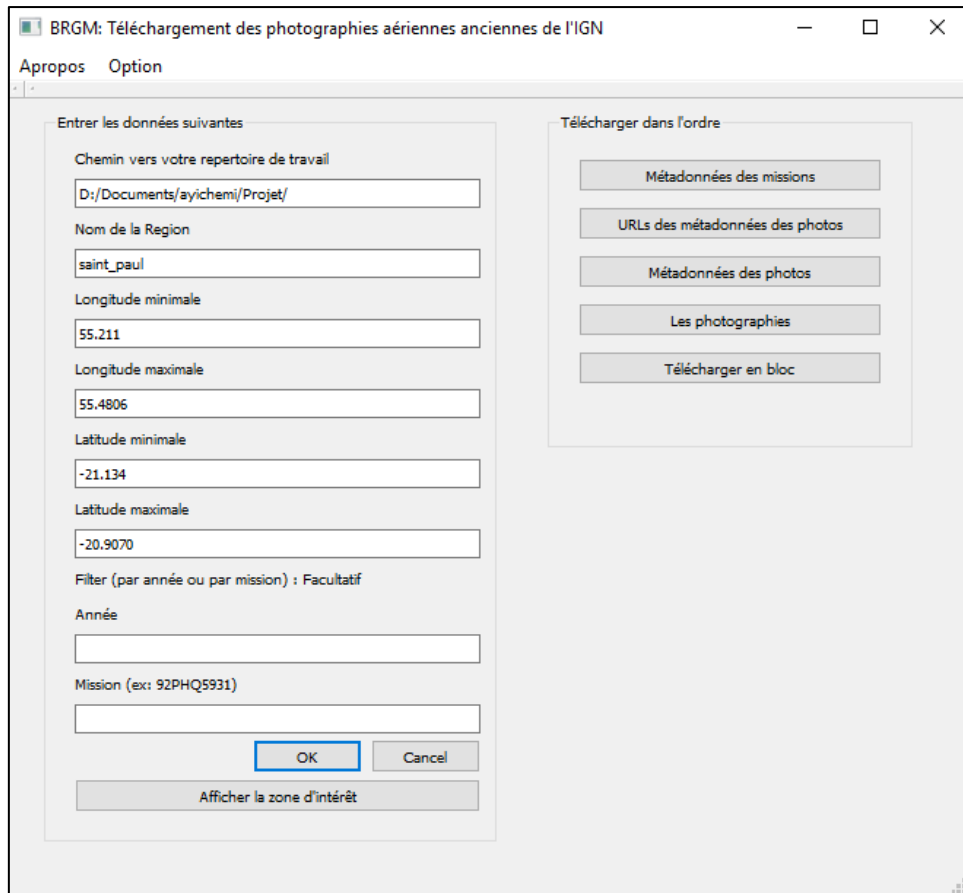 BRGM: Téléchargement des photographies aériennes anciennes de l'IGN
Apropos Option
Entrer les données suivantes
Chemin vers votre repertoire de travail
D:/Documents/ayichemi/Projet/
Nom de la Region
saint_paul
Longitude minimale
55.211
Longitude maximale
55.4806
Latitude minimale
-21.134
Latitude maximale
-20.9070
Filter (par année ou par mission) : Facultatif
Année
Mission (ex: 92PHQ5931)
OK Cancel
Afficher la zone d'intérêt
Télécharger dans l'ordre
Métadonnées des missions
URLs des métadonnées des photos
Métadonnées des photos
Les photographies
Télécharger en bloc